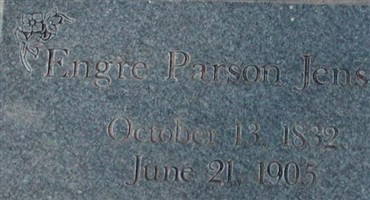 Engre Parson Jens
October 13 1832
June 21, 1905